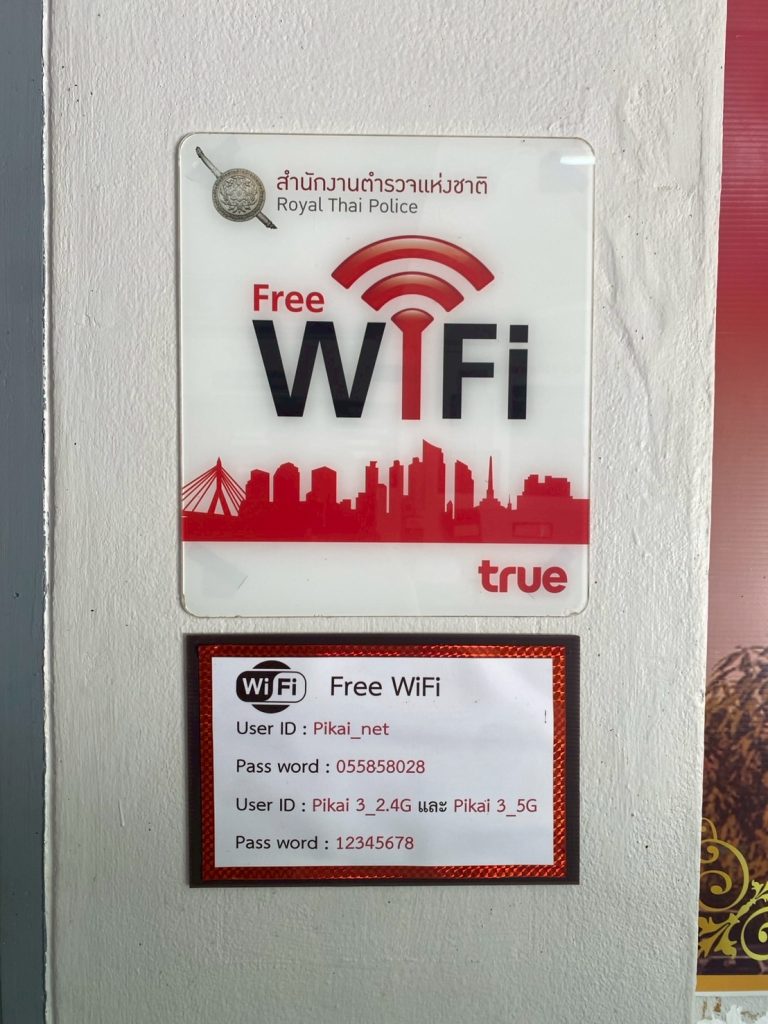 สำนักงานตำรวจแห่งชาติ
Royal Thai Police
Free
WiFi
true
WiFi Free WiFi
User ID : Pikai_net
Pass word : 055858028
User ID : Pikai 3_2.4G และ Pikai 3_5G
Pass word : 12345678